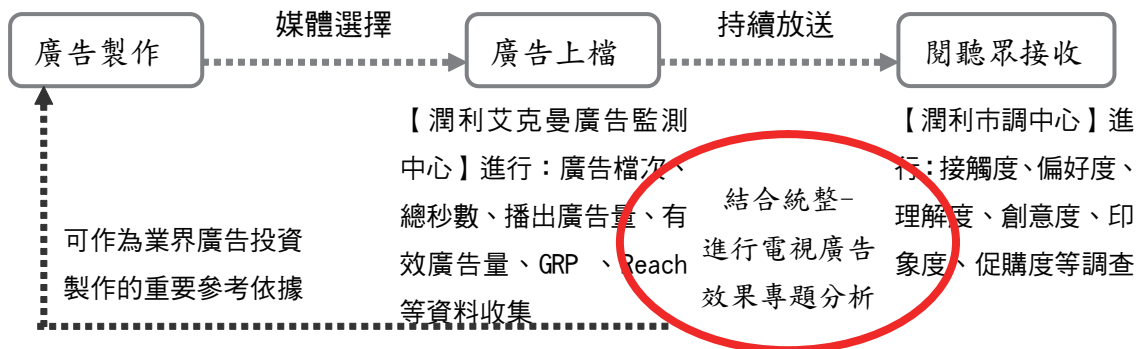 媒體選擇
持續放送
廣告製作
廣告上檔
閱聽眾接收
【潤利艾克曼廣告監測
中心】進行：廣告檔次、
總秒數、播出廣告量、有
效廣告量、GRP 、Reach
等資料收集
結合統整-
進行電視廣告
效果專題分析
【潤利市調中心】進
行：接觸度、偏好度、
理解度、創意度、印
象度、促購度等調查
可作為業界廣告投資
製作的重要參考依據